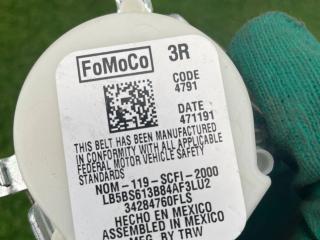 FoMoCo 3R
CODE
4791
DATE
471191
THIS BELT HAS BEEN MANUFACTURED
IN CONFORMITY WITH ALL APPLICABLE
FEDERAL MOTOR VEHICLE SAFETY
STANDARDS
NOM-119-SCFI-2000
LB5BS613B84AF3LU2
34284760FLS
HECHO EN MEXICO
ASSEMBLED IN MEXICO
MFG BY TRW